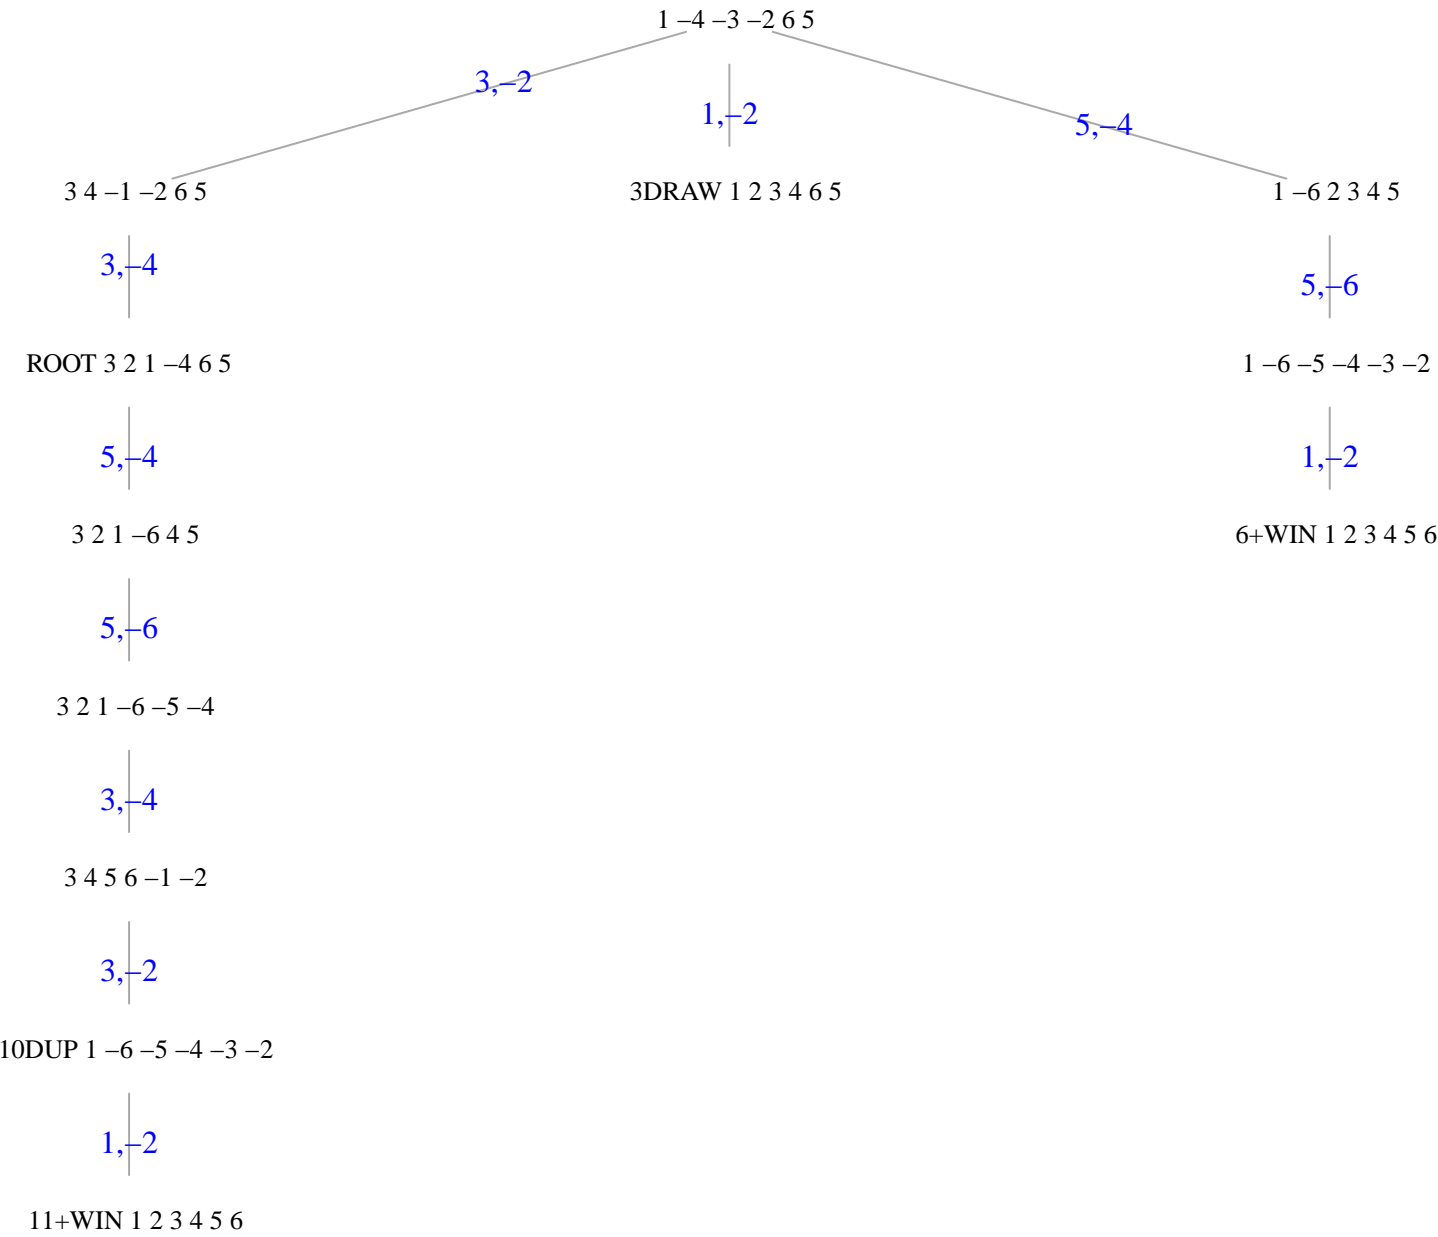 1 –4 –3 –2 6 5
3,–2
1,–2
5,–4
3 4 –1 –2 6 5
3DRAW 1 2 3 4 6 5
1 –6 2 3 4 5
3,–4
5,–6
ROOT 3 2 1 –4 6 5
1 –6 –5 –4 –3 –2
5,–4
1,–2
3 2 1 –6 4 5
6+WIN 1 2 3 4 5 6
5,–6
3 2 1 –6 –5 –4
3,–4
3 4 5 6 –1 –2
3,–2
10DUP 1 –6 –5 –4 –3 –2
1,–2
11+WIN 1 2 3 4 5 6